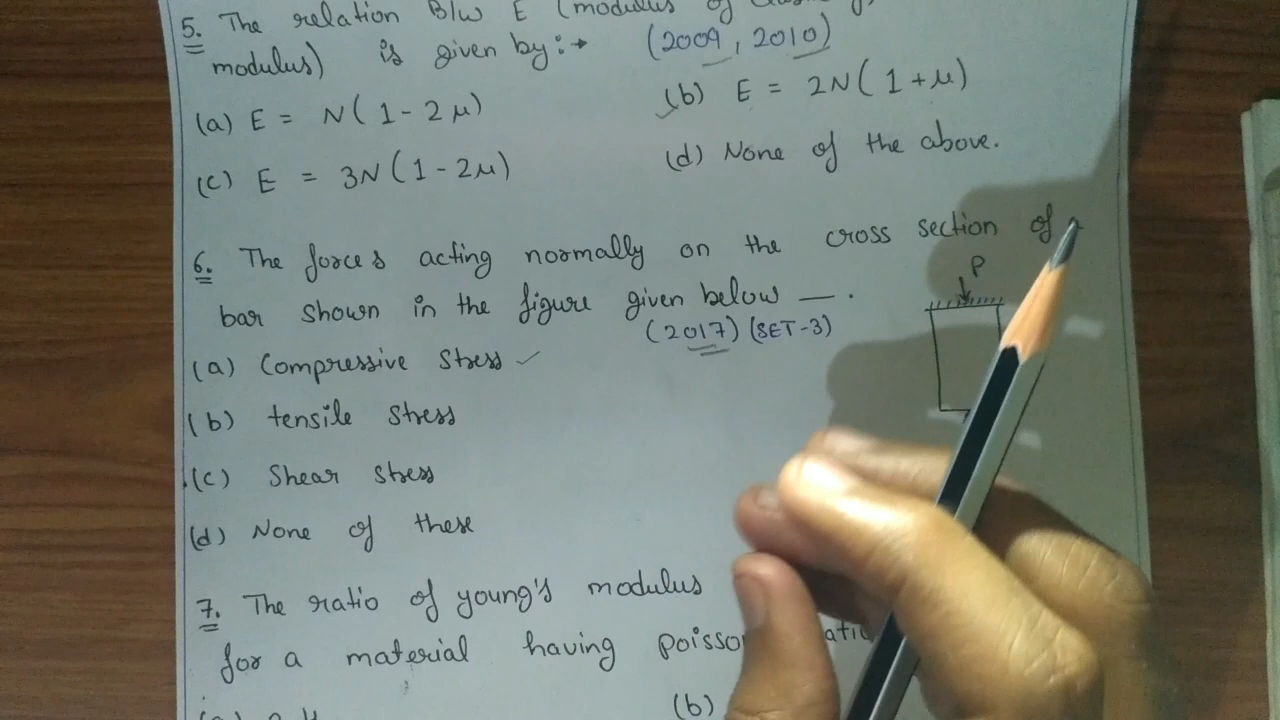 5. The relation B/w E (modulus of
modulus) is given by:→ (2009, 2010)
(a) E = N(1-2μ)
(b) E = 2N(1+μ)
(c) E = 3N(1-2μ)
(d) None of the above.
6. The forces acting normally on the cross section of a
bar shown in the figure given below __.
(2017) (SET-3)
P
(a) Compressive Stress ✓
(b) tensile Stress
(c) Shear Stress
(d) None of these
7. The ratio of young's modulus
for a material having
(b)